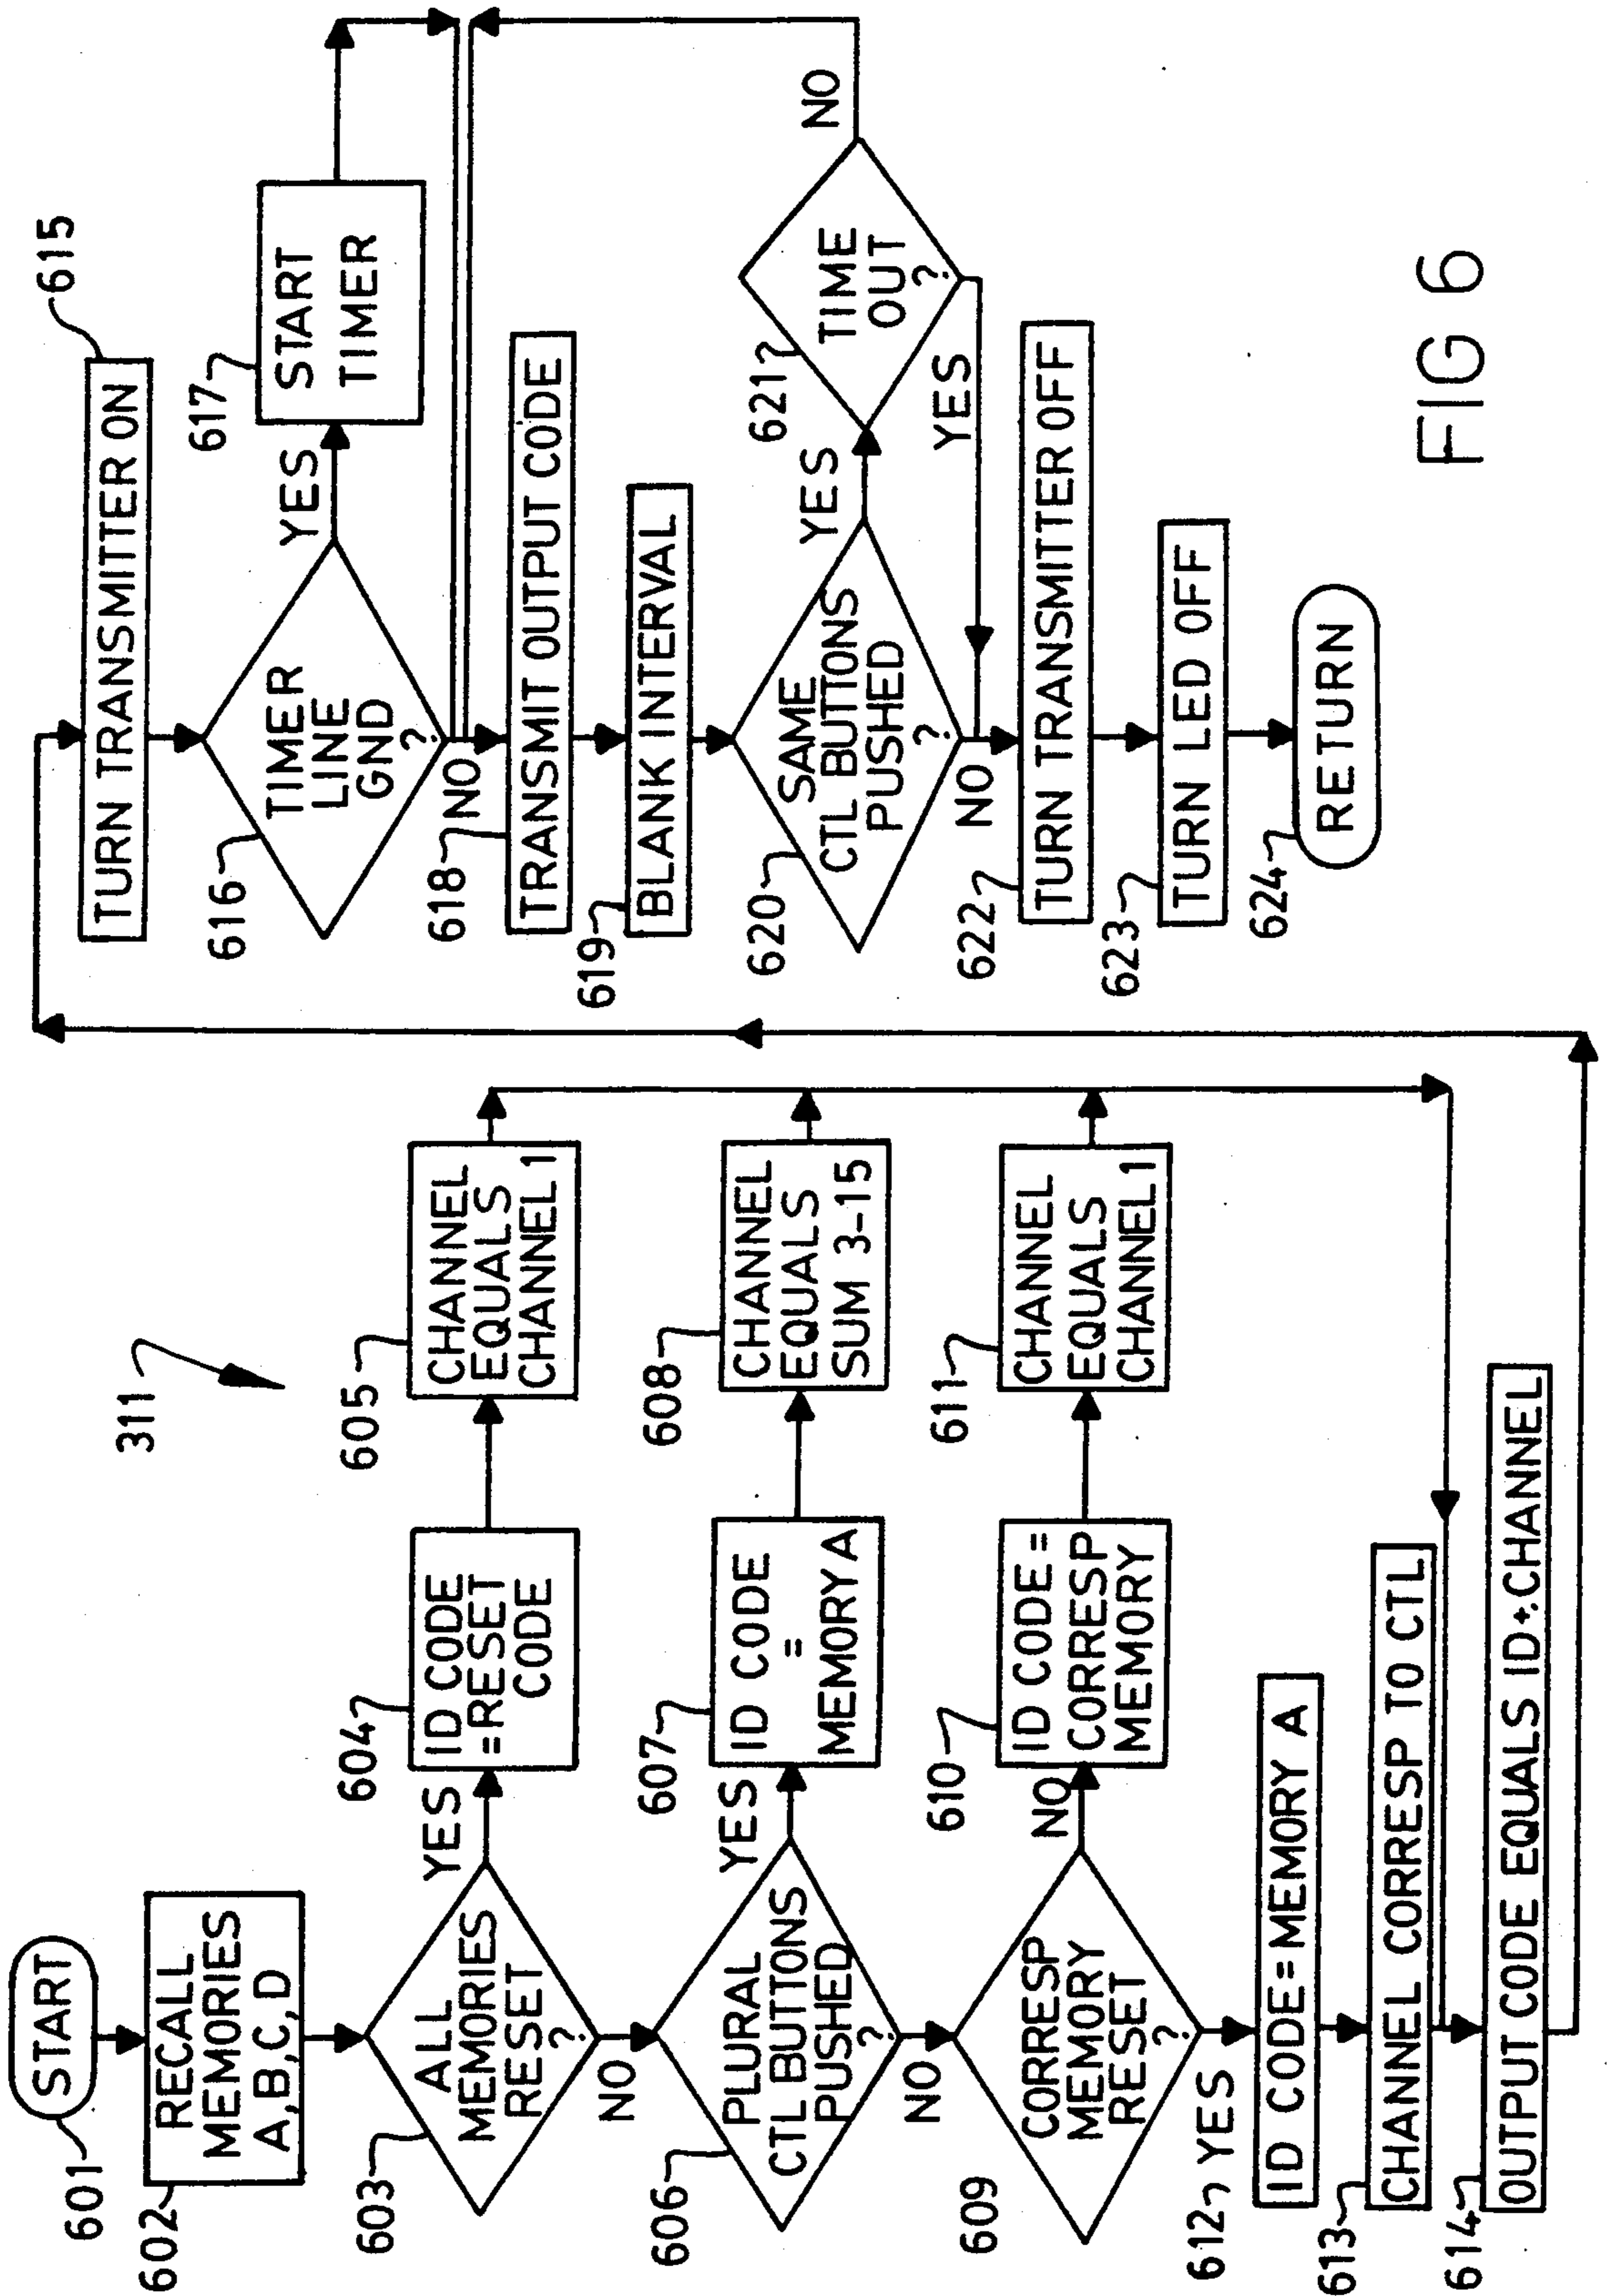 311
START
601
RECALL
MEMORIES
A,B,C,D
602
ALL
MEMORIES
RESET
?
603
YES
NO
ID CODE
=RESET
CODE
604
CHANNEL
EQUALS
CHANNEL 1
605
PLURAL
CTL BUTTONS
PUSHED
?
606
YES
NO
ID CODE
=
MEMORY A
607
CHANNEL
EQUALS
SUM 3-15
608
CORRESP
MEMORY
RESET
?
609
NO
YES
ID CODE =
CORRESP
MEMORY
610
CHANNEL
EQUALS
CHANNEL 1
611
612
ID CODE = MEMORY A
613
CHANNEL CORRESP TO CTL
614
OUTPUT CODE EQUALS ID+CHANNEL
615
TURN TRANSMITTER ON
616
TIMER
LINE
GND
?
YES
NO
617
START
TIMER
618
TRANSMIT OUTPUT CODE
619
BLANK INTERVAL
620
SAME
CTL BUTTONS
PUSHED
?
YES
NO
621
TIME
OUT
?
NO
YES
622
TURN TRANSMITTER OFF
623
TURN LED OFF
624
RETURN
FIG 6